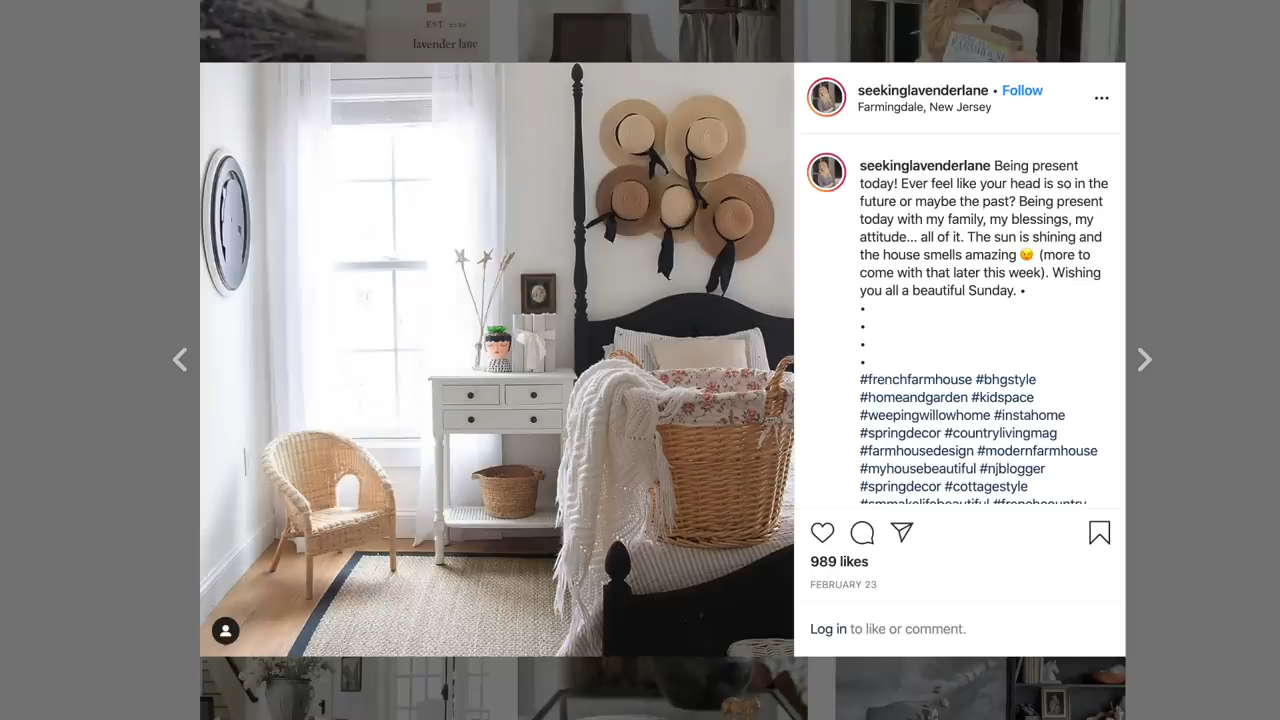 EST
lavender lane
seekinglavenderlane • Follow
Farmingdale, New Jersey
seekinglavenderlane Being present
today! Ever feel like your head is so in the
future or maybe the past? Being present
today with my family, my blessings, my
attitude... all of it. The sun is shining and
the house smells amazing 😉 (more to
come with that later this week). Wishing
you all a beautiful Sunday. •
•
•
•
•
#frenchfarmhouse #bhgstyle
#homeandgarden #kidspace
#weepingwillowhome #instahome
#springdecor #countrylivingmag
#farmhousedesign #modernfarmhouse
#myhousebeautiful #njblogger
#springdecor #cottagestyle
#smmakelifebeautiful #frenchcountry
989 likes
FEBRUARY 23
Log in to like or comment.